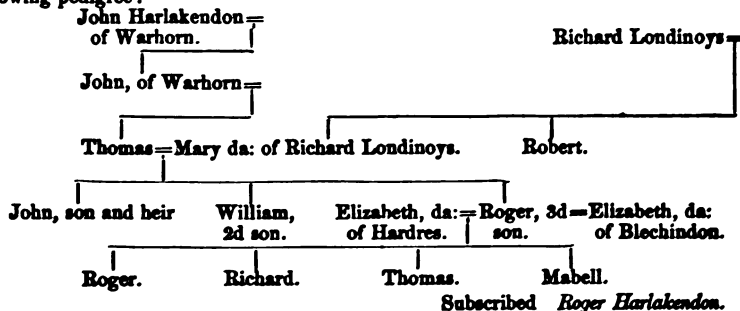 John Harlakendon=
of Warhorn.
Richard Londinoys=
John, of Warhorn=
Thomas=Mary da: of Richard Londinoys. Robert.
John, son and heir William, Elizabeth, da:=Roger, 3d=Elizabeth, da:
2d son. of Hardres. son. of Blechindon.
Roger. Richard. Thomas. Mabell.
Subscribed Roger Harlakendon.